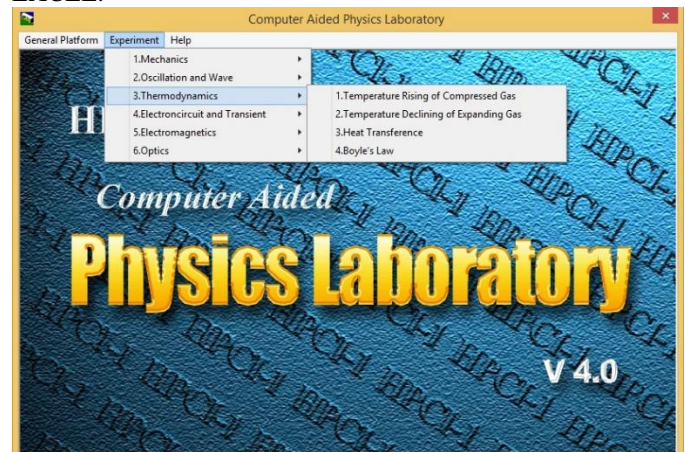 Computer Aided Physics Laboratory
General Platform Experiment Help
1.Mechanics
2.Oscillation and Wave
3.Thermodynamics
4.Electroncircuit and Transient
5.Electromagnetics
6.Optics
1.Temperature Rising of Compressed Gas
2.Temperature Declining of Expanding Gas
3.Heat Transference
4.Boyle's Law
Computer Aided
Physics Laboratory
V 4.0
HIPCI-1